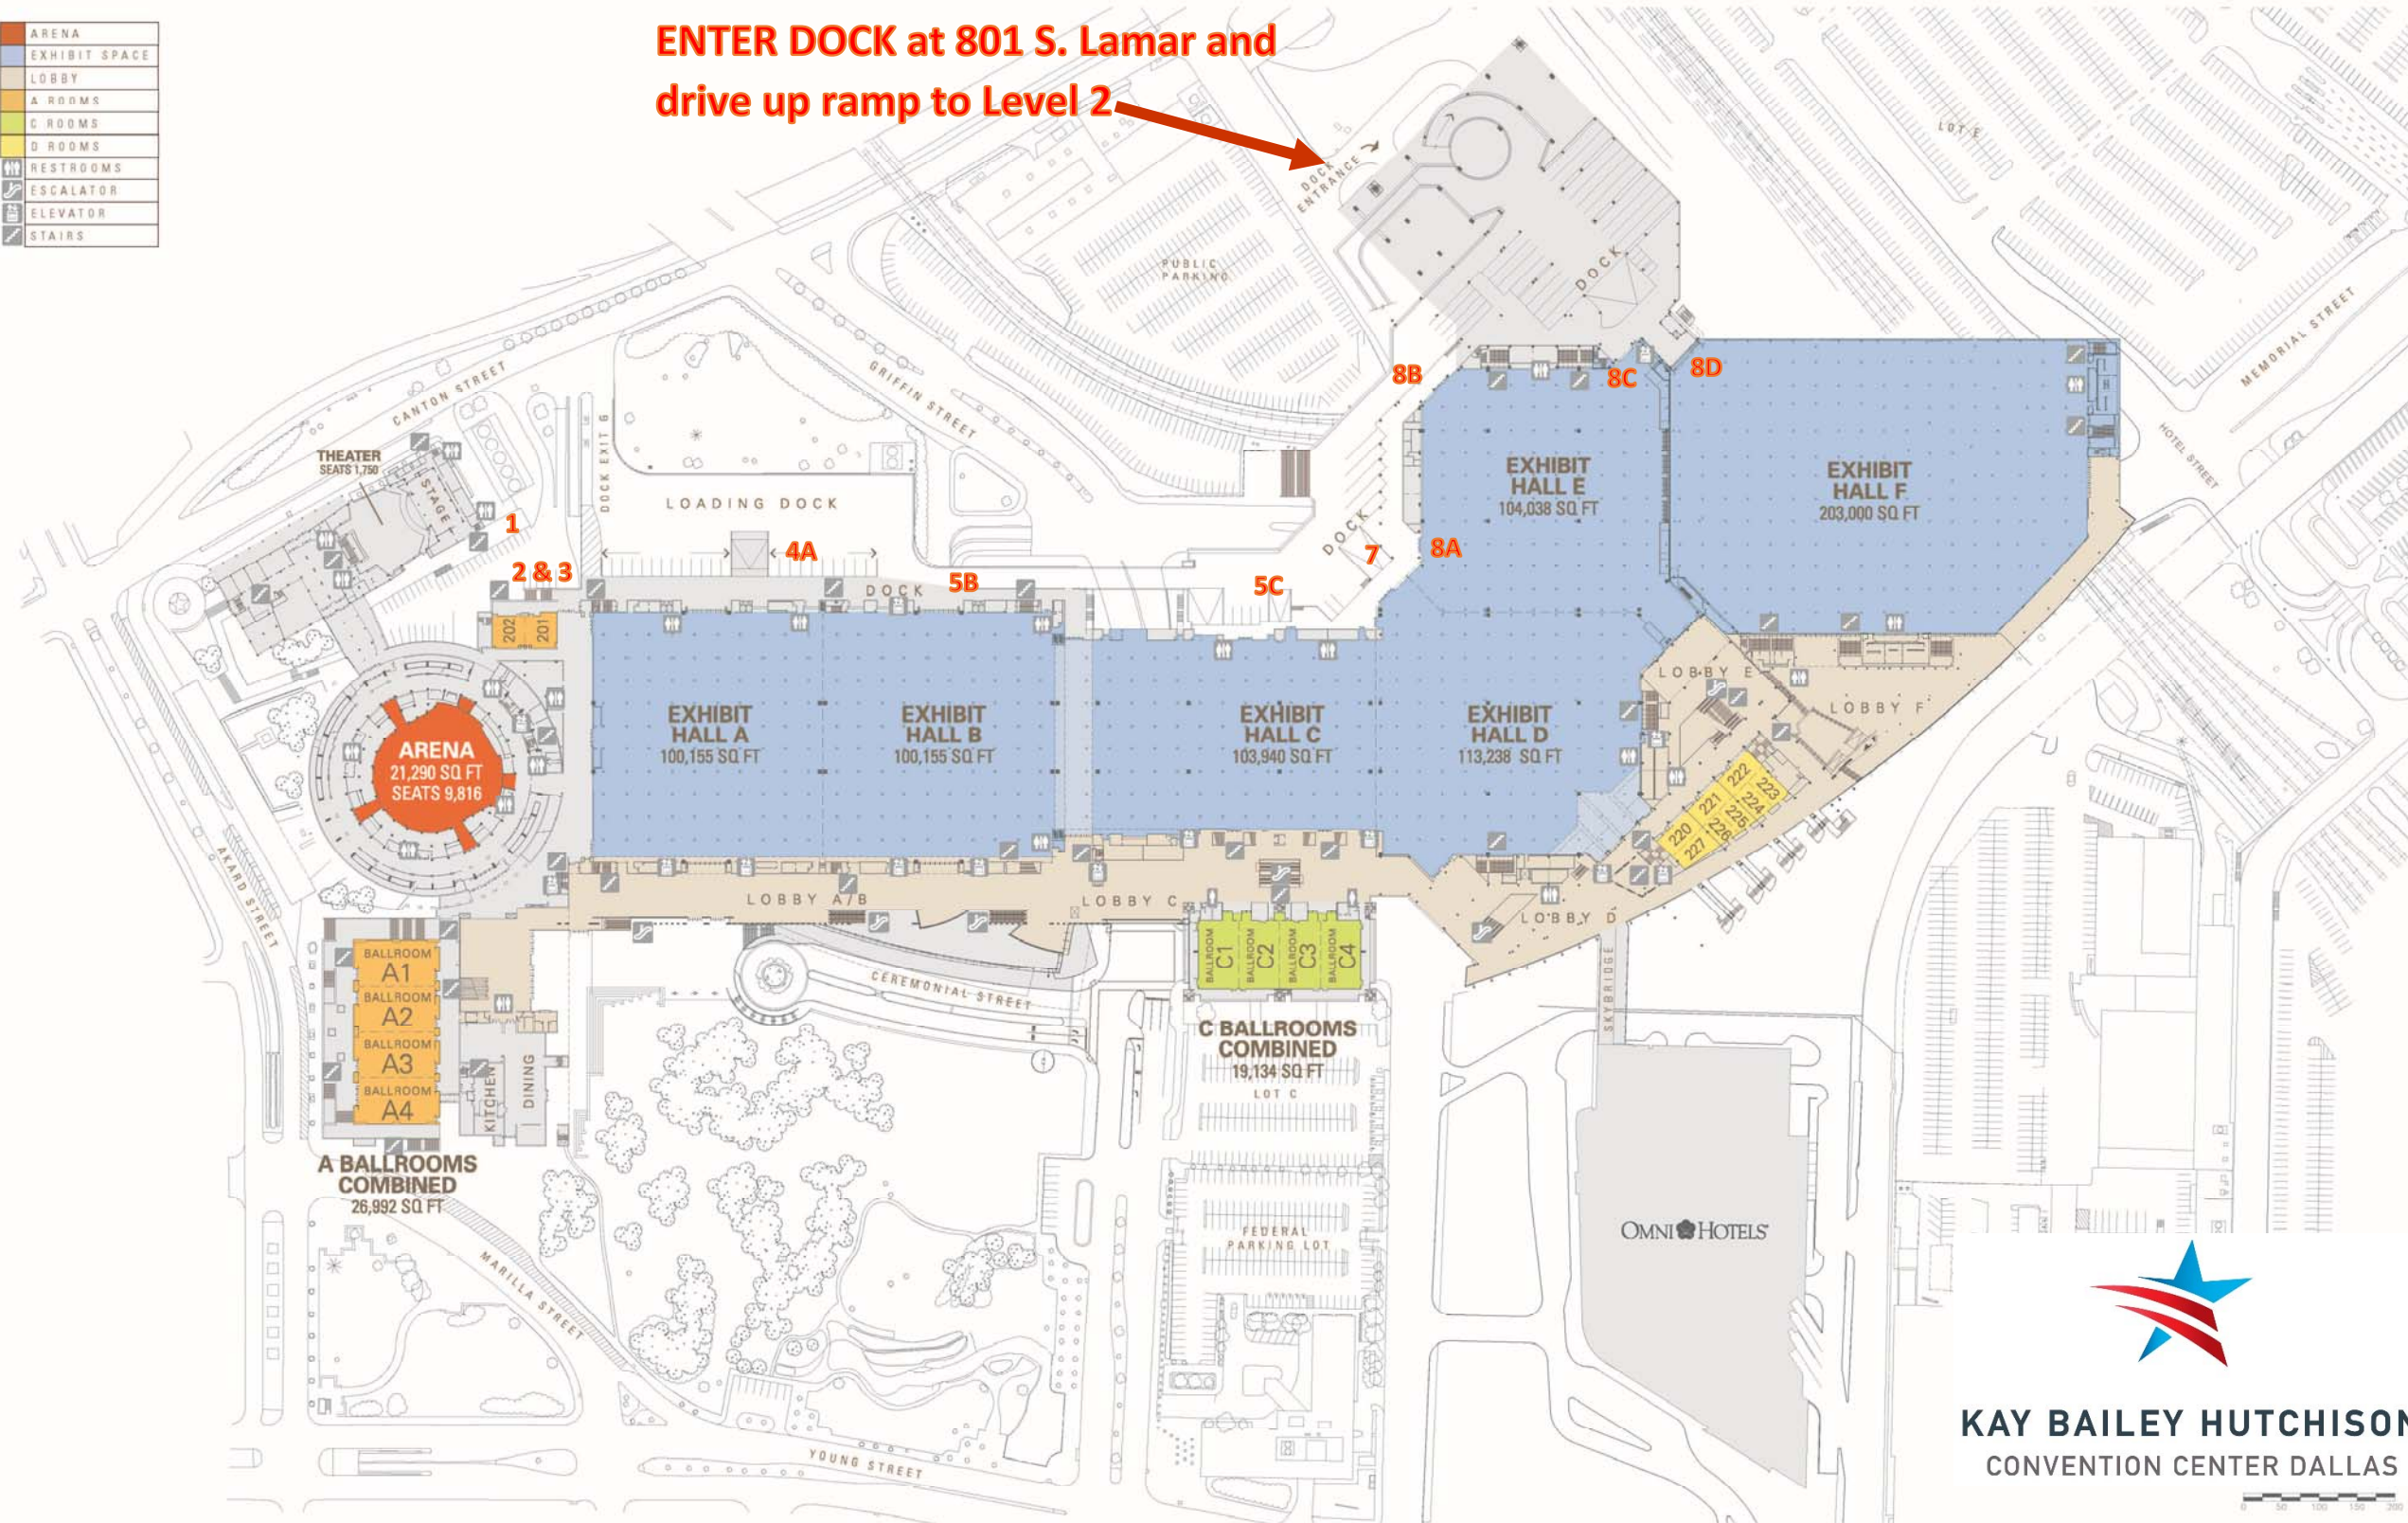 ENTER DOCK at 801 S. Lamar and
drive up ramp to Level 2
ARENA
EXHIBIT SPACE
LOBBY
A ROOMS
C ROOMS
D ROOMS
RESTROOMS
ESCALATOR
ELEVATOR
STAIRS
DOCK
ENTRANCE
LOT E
PUBLIC
PARKING
DOCK
MEMORIAL STREET
HOTEL STREET
CANTON STREET
GRIFFIN STREET
DOCK EXIT G
LOADING DOCK
THEATER
SEATS 1,750
STAGE
1
2 & 3
4A
5B
5C
7
8A
8B
8C
8D
DOCK
DOCK
202
201
EXHIBIT
HALL E
104,038 SQ FT
EXHIBIT
HALL F
203,000 SQ FT
ARENA
21,290 SQ FT
SEATS 9,816
EXHIBIT
HALL A
100,155 SQ FT
EXHIBIT
HALL B
100,155 SQ FT
EXHIBIT
HALL C
103,940 SQ FT
EXHIBIT
HALL D
113,238 SQ FT
LOBBY E
LOBBY F
222
223
221
224
225
220
226
227
AKARD STREET
LOBBY A/B
LOBBY C
LOBBY D
BALLROOM
A1
BALLROOM
A2
BALLROOM
A3
BALLROOM
A4
KITCHEN
DINING
A BALLROOMS
COMBINED
26,992 SQ FT
CEREMONIAL STREET
BALLROOM
C1
BALLROOM
C2
BALLROOM
C3
BALLROOM
C4
C BALLROOMS
COMBINED
19,134 SQ FT
LOT C
SKYBRIDGE
FEDERAL
PARKING LOT
OMNI HOTELS
MARILLA STREET
YOUNG STREET
KAY BAILEY HUTCHISON
CONVENTION CENTER DALLAS
0 50 100 150 200